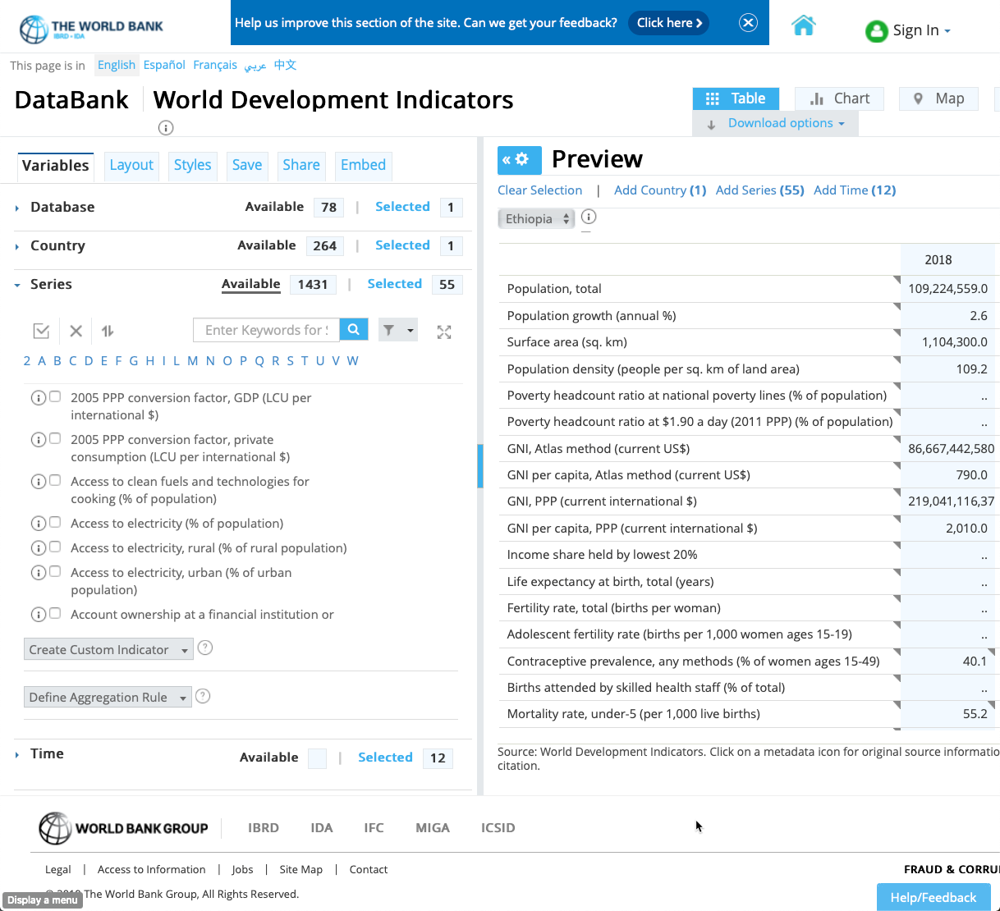 THE WORLD BANK
IBRD • IDA
Help us improve this section of the site. Can we get your feedback?
Click here
Sign In
This page is in English Español Français عربي 中文
DataBank World Development Indicators
Table
Chart
Map
Download options
Variables
Layout
Styles
Save
Share
Embed
Database Available 78 | Selected 1
Country Available 264 | Selected 1
Series Available 1431 | Selected 55
Enter Keywords for S
2 A B C D E F G H I L M N O P Q R S T U V W
2005 PPP conversion factor, GDP (LCU per
international $)
2005 PPP conversion factor, private
consumption (LCU per international $)
Access to clean fuels and technologies for
cooking (% of population)
Access to electricity (% of population)
Access to electricity, rural (% of rural population)
Access to electricity, urban (% of urban
population)
Account ownership at a financial institution or
Create Custom Indicator ?
Define Aggregation Rule ?
Time Available | Selected 12
« Preview
Clear Selection | Add Country (1) Add Series (55) Add Time (12)
Ethiopia
2018
Population, total 109,224,559.0
Population growth (annual %) 2.6
Surface area (sq. km) 1,104,300.0
Population density (people per sq. km of land area) 109.2
Poverty headcount ratio at national poverty lines (% of population) ..
Poverty headcount ratio at $1.90 a day (2011 PPP) (% of population) ..
GNI, Atlas method (current US$) 86,667,442,580
GNI per capita, Atlas method (current US$) 790.0
GNI, PPP (current international $) 219,041,116,37
GNI per capita, PPP (current international $) 2,010.0
Income share held by lowest 20% ..
Life expectancy at birth, total (years) ..
Fertility rate, total (births per woman) ..
Adolescent fertility rate (births per 1,000 women ages 15-19) ..
Contraceptive prevalence, any methods (% of women ages 15-49) 40.1
Births attended by skilled health staff (% of total) ..
Mortality rate, under-5 (per 1,000 live births) 55.2
Source: World Development Indicators. Click on a metadata icon for original source informatio
citation.
WORLD BANK GROUP
IBRD IDA IFC MIGA ICSID
Legal | Access to Information | Jobs | Site Map | Contact
FRAUD & CORRU
The World Bank Group, All Rights Reserved.
Display a menu
Help/Feedback